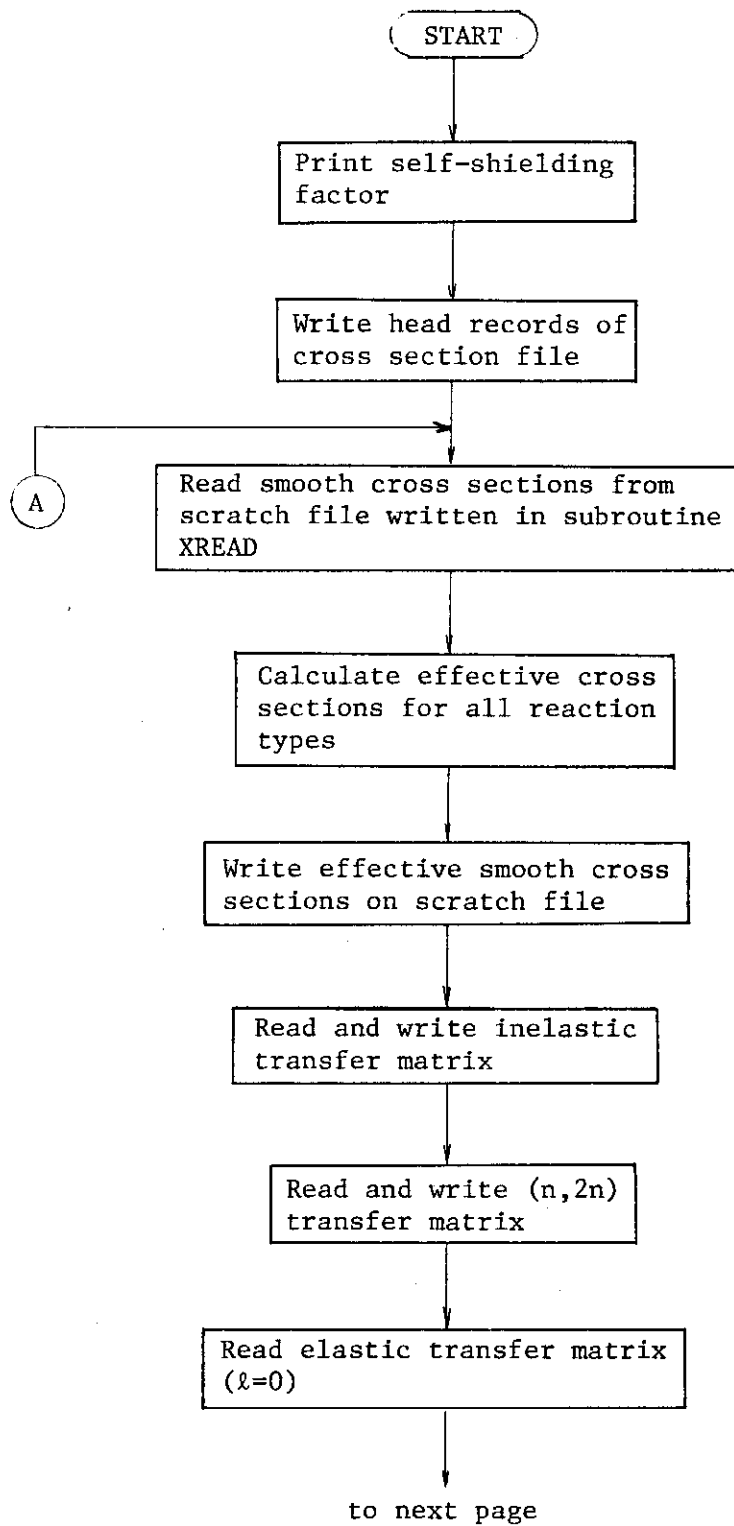 START
Print self-shielding
factor
Write head records of
cross section file
A
Read smooth cross sections from
scratch file written in subroutine
XREAD
Calculate effective cross
sections for all reaction
types
Write effective smooth cross
sections on scratch file
Read and write inelastic
transfer matrix
Read and write (n,2n)
transfer matrix
Read elastic transfer matrix
(ℓ=0)
to next page